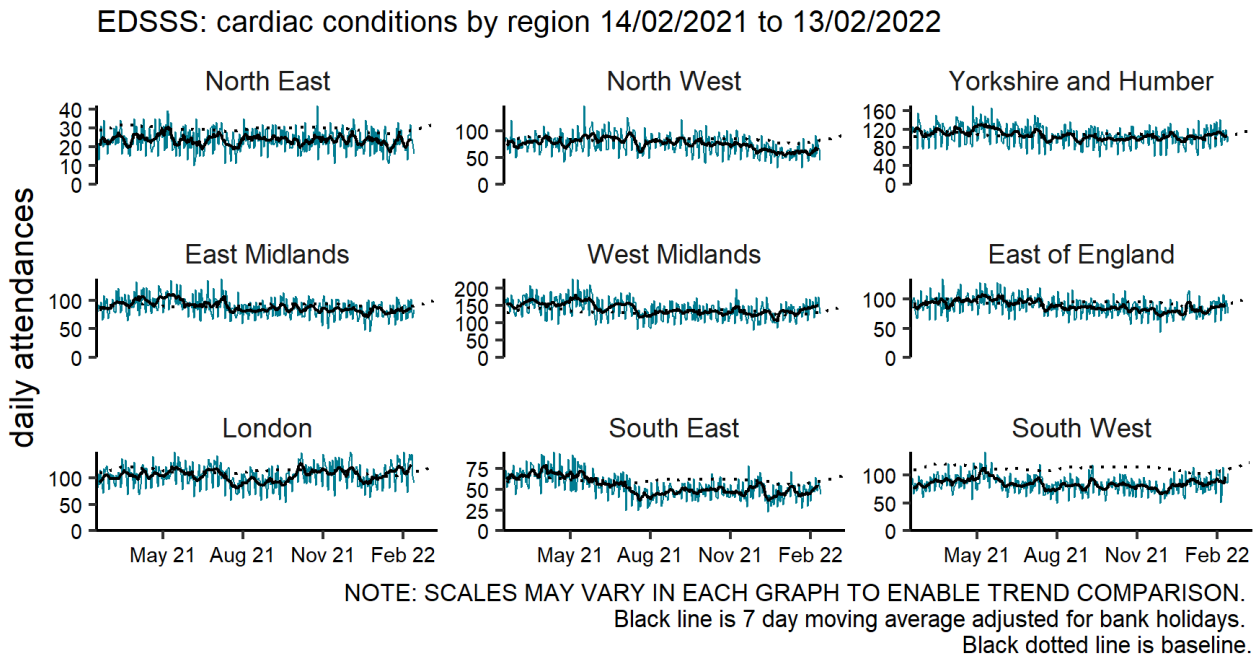 EDSSS: cardiac conditions by region 14/02/2021 to 13/02/2022
North East
North West
Yorkshire and Humber
40
30
20
10
0
100
50
0
160
120
80
40
0
daily attendances
East Midlands
West Midlands
East of England
100
50
0
200
150
100
50
0
100
50
0
London
South East
South West
100
50
0
75
50
25
0
100
50
0
May 21 Aug 21 Nov 21 Feb 22
May 21 Aug 21 Nov 21 Feb 22
May 21 Aug 21 Nov 21 Feb 22
NOTE: SCALES MAY VARY IN EACH GRAPH TO ENABLE TREND COMPARISON.
Black line is 7 day moving average adjusted for bank holidays.
Black dotted line is baseline.